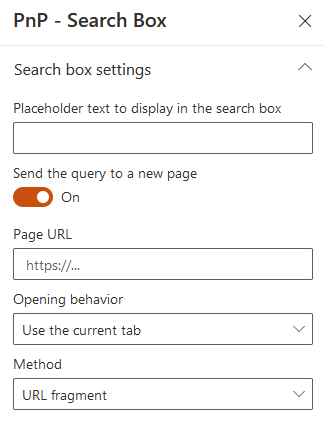 PnP - Search Box
Search box settings
Placeholder text to display in the search box
Send the query to a new page
On
Page URL
https://...
Opening behavior
Use the current tab
Method
URL fragment